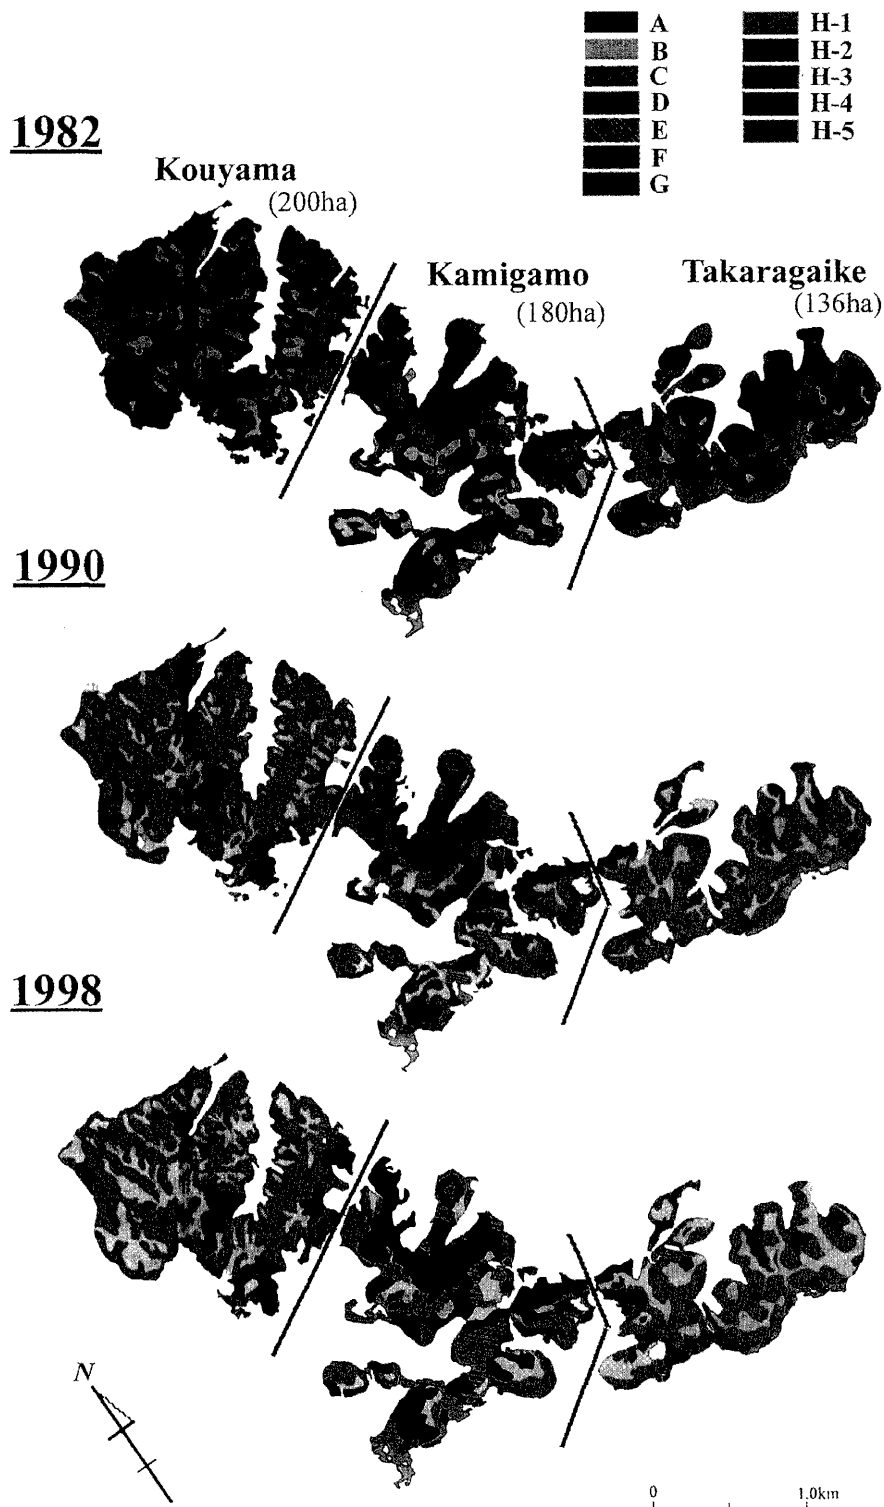 A H-1
B H-2
C H-3
D H-4
E H-5
F
G
1982
Kouyama
(200ha)
Kamigamo
(180ha)
Takaragaike
(136ha)
1990
1998
N
0 1.0km